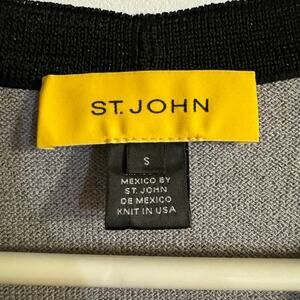 ST. JOHN
S
MEXICO BY
ST. JOHN
DE MEXICO
KNIT IN USA